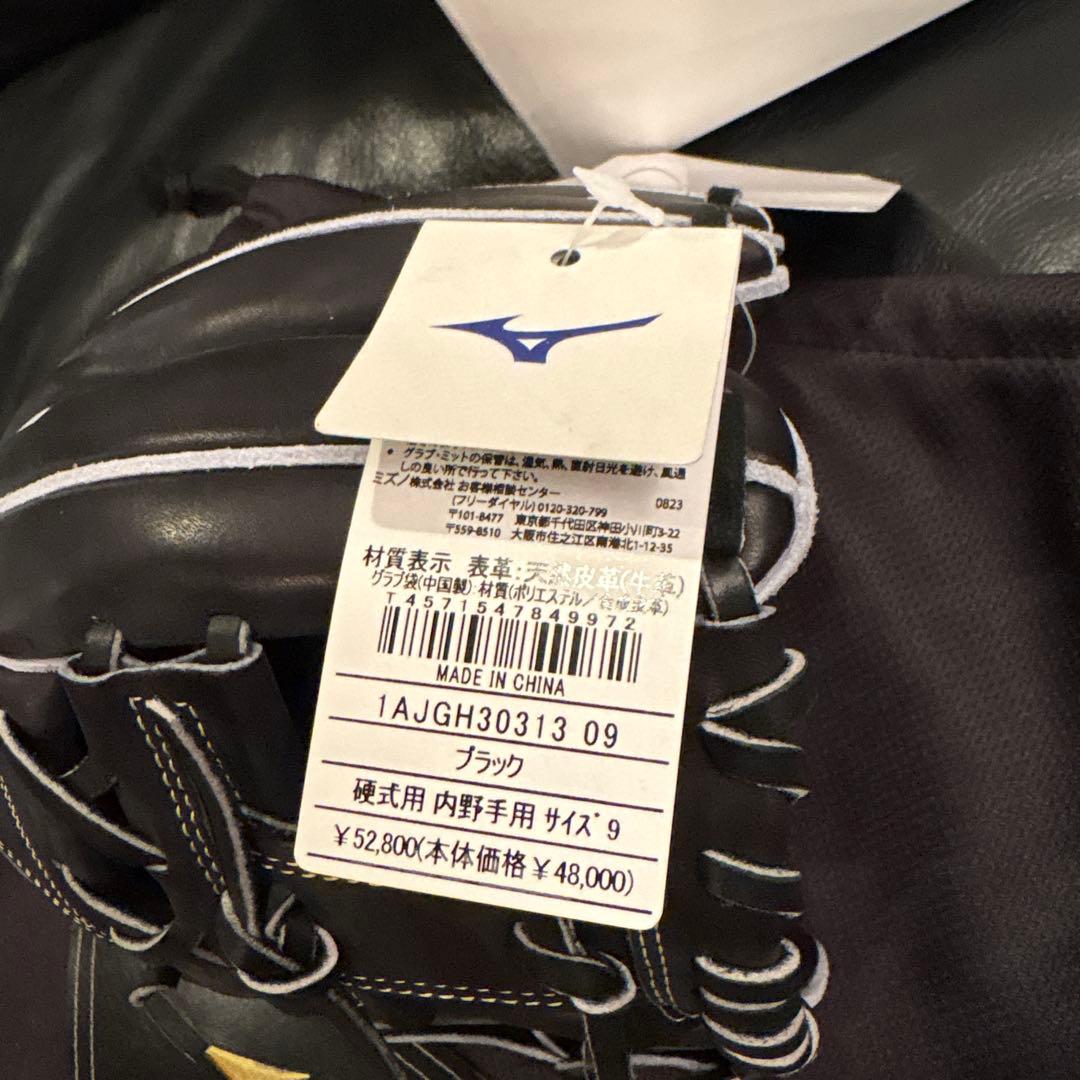 • グラブ・ミットの保管は、湿気、熱、直射日光を避け、風通
しの良い所で行って下さい。
ミズノ株式会社 お客様相談センター
(フリーダイヤル) 0120-320-799
0823
〒101-8477 東京都千代田区神田小川町3-22
〒559-8510 大阪市住之江区南港北1-12-35
材質表示 表革:天然皮革(牛革)
グラブ袋(中国製):材質(ポリエステル/合成皮革)
T4571547849972
MADE IN CHINA
1AJGH30313 09
ブラック
硬式用 内野手用 サイズ 9
¥52,800(本体価格¥48,000)